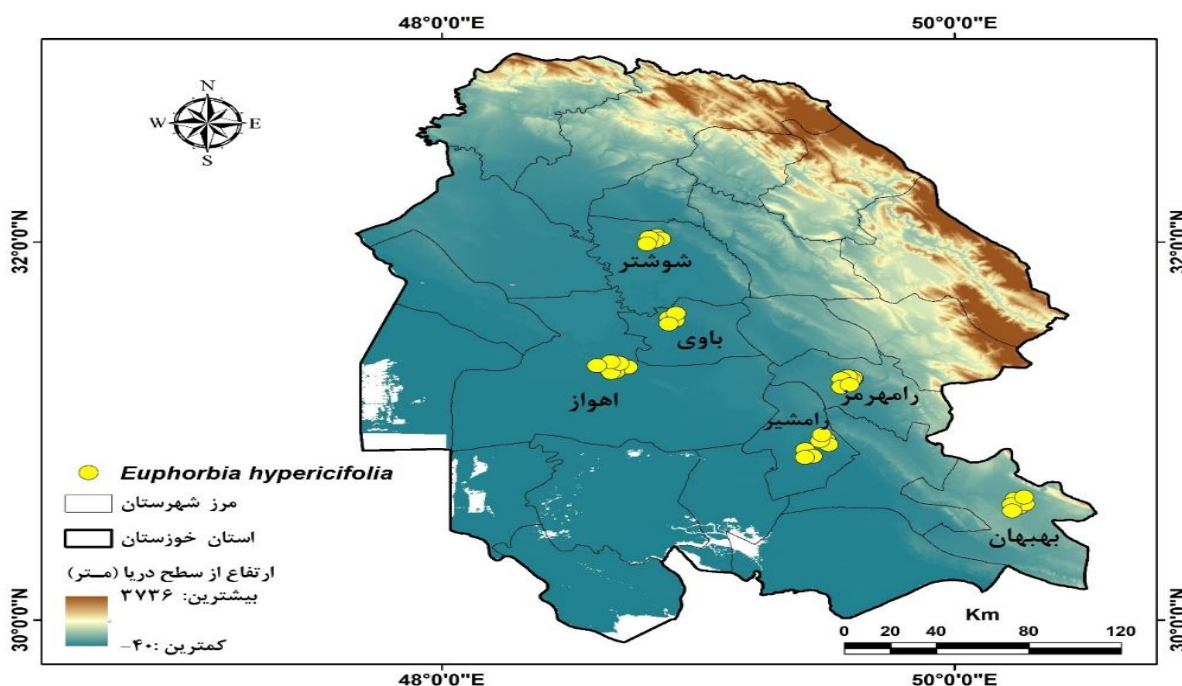 48°0'0"E
50°0'0"E
N
W E
S
32°0'0"N
32°0'0"N
شوشتر
باوی
اهواز
رامهرمز
رامشیر
بهبهان
Euphorbia hypericifolia
مرز شهرستان
استان خوزستان
ارتفاع از سطح دریا (متر)
بیشترین: ۳۷۳۶
کمترین: ۴۰-
Km
0 20 40 80 120
30°0'0"N
30°0'0"N
48°0'0"E
50°0'0"E